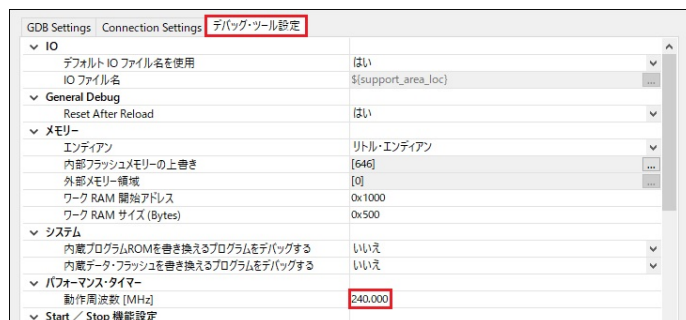 GDB Settings Connection Settings デバッグ・ツール設定
IO
デフォルト IO ファイル名を使用 はい
IO ファイル名 ${support_area_loc} ...
General Debug
Reset After Reload はい
メモリー
エンディアン リトル・エンディアン
内部フラッシュメモリーの上書き [646] ...
外部メモリー領域 [0] ...
ワーク RAM 開始アドレス 0x1000
ワーク RAM サイズ (Bytes) 0x500
システム
内蔵プログラムROMを書き換えるプログラムをデバッグする いいえ
内蔵データ・フラッシュを書き換えるプログラムをデバッグする いいえ
パフォーマンス・タイマー
動作周波数 [MHz] 240.000
Start ／ Stop 機能設定